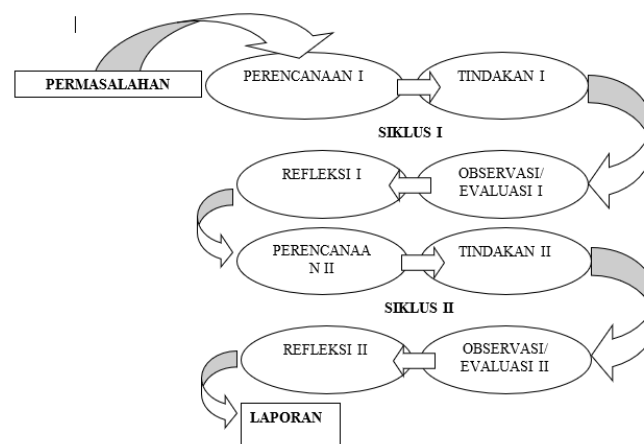 PERMASALAHAN
PERENCANAAN I
TINDAKAN I
SIKLUS I
REFLEKSI I
OBSERVASI/
EVALUASI I
PERENCANAA
N II
TINDAKAN II
SIKLUS II
REFLEKSI II
OBSERVASI/
EVALUASI II
LAPORAN